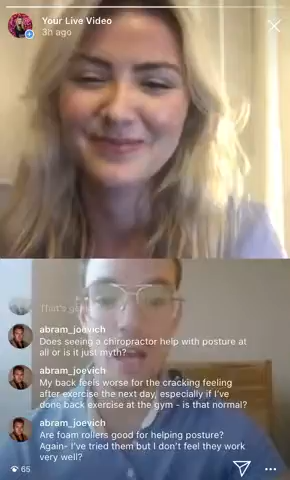 Your Live Video
3h ago
That's
abram_joevich
Does seeing a chiropractor help with posture
at all or is it just myth?
abram_joevich
My back feels worse for the cracking feeling
after exercise the next day, especially if I've
done back exercise at the gym - is that normal?
abram_joevich
Are foam rollers good for helping posture?
Again- I've tried them but I don't feel they work
very well?
65